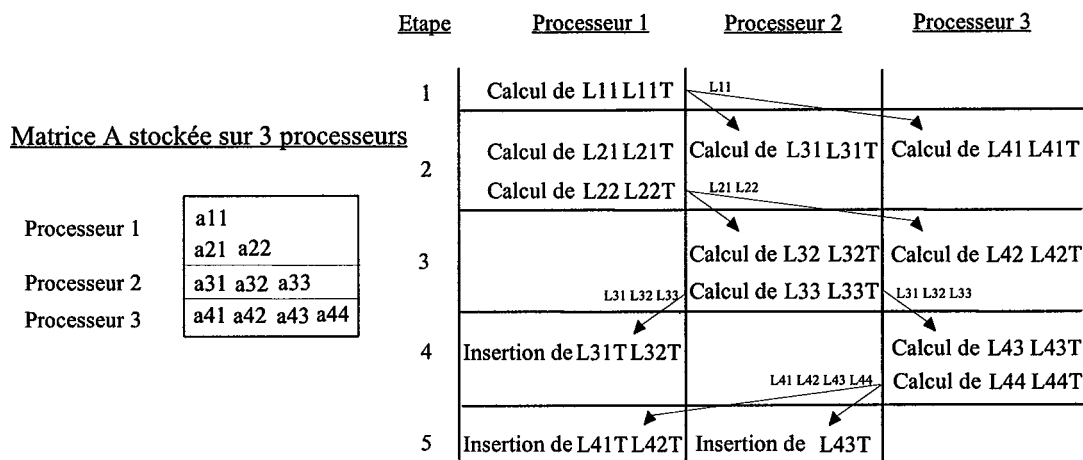 Etape Processeur 1 Processeur 2 Processeur 3
1 Calcul de L11 L11T L11
Matrice A stockée sur 3 processeurs
2 Calcul de L21 L21T Calcul de L31 L31T Calcul de L41 L41T
Calcul de L22 L22T L21 L22
Processeur 1 a11
a21 a22
Processeur 2 a31 a32 a33
Processeur 3 a41 a42 a43 a44
3 Calcul de L32 L32T Calcul de L42 L42T
L31 L32 L33 Calcul de L33 L33T L31 L32 L33
4 Insertion de L31T L32T Calcul de L43 L43T
L41 L42 L43 L44 Calcul de L44 L44T
5 Insertion de L41T L42T Insertion de L43T